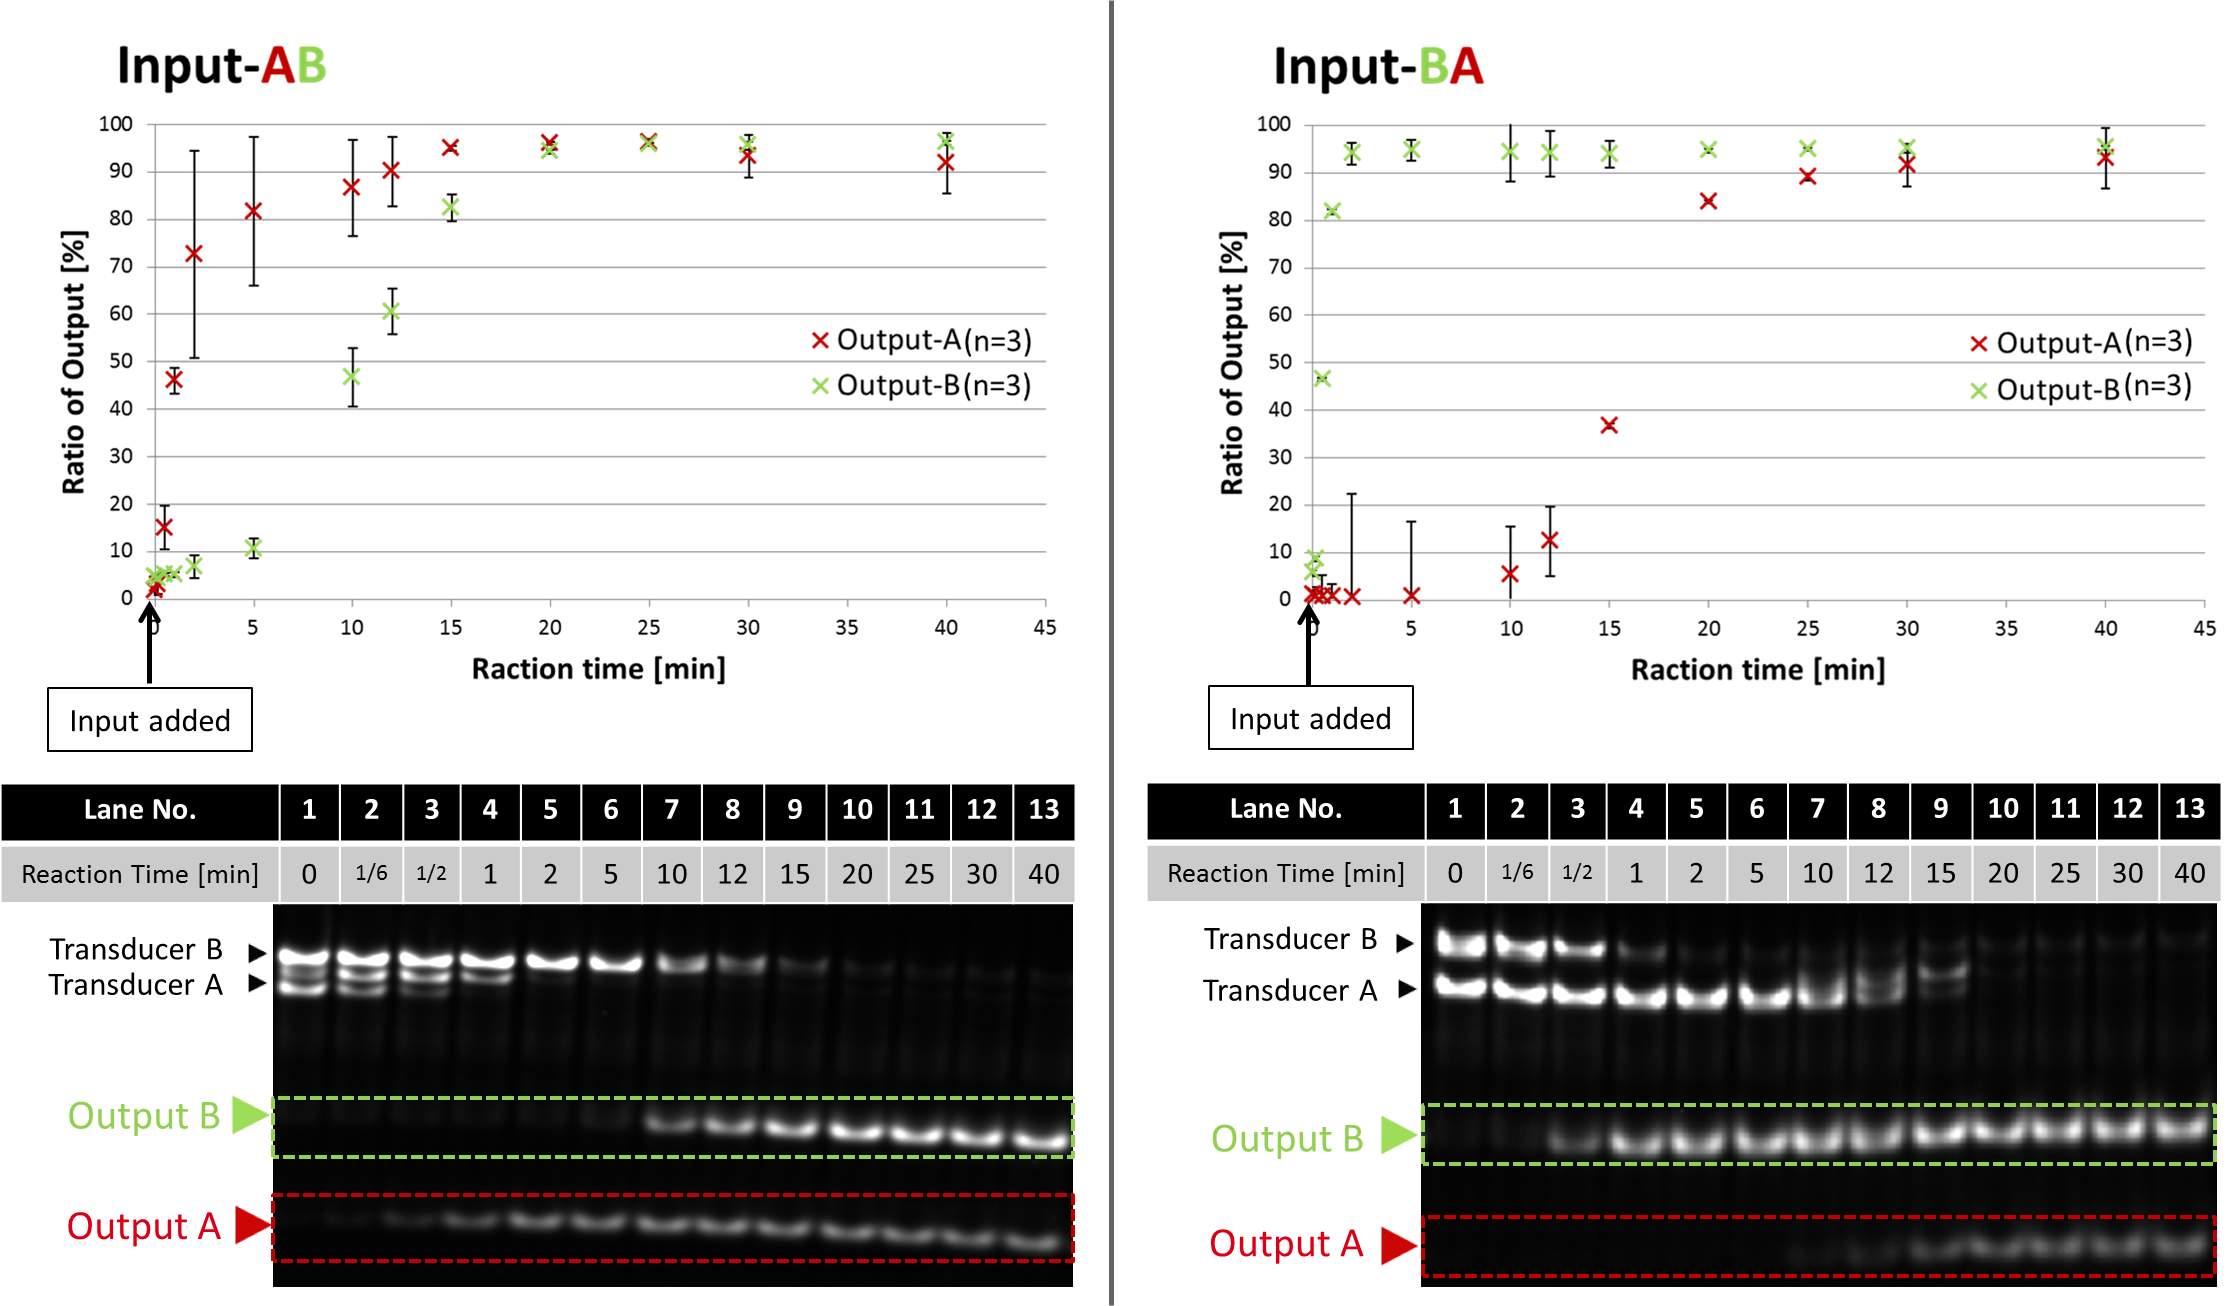 Input-AB
100
90
80
70
60
50
40
30
20
10
0
Ratio of Output [%]
Output-A(n=3)
Output-B(n=3)
0 5 10 15 20 25 30 35 40 45
Raction time [min]
Input added
Lane No. 1 2 3 4 5 6 7 8 9 10 11 12 13
Reaction Time [min] 0 1/6 1/2 1 2 5 10 12 15 20 25 30 40
Transducer B
Transducer A
Output B
Output A
Input-BA
100
90
80
70
60
50
40
30
20
10
0
Ratio of Output [%]
Output-A(n=3)
Output-B(n=3)
0 5 10 15 20 25 30 35 40 45
Raction time [min]
Input added
Lane No. 1 2 3 4 5 6 7 8 9 10 11 12 13
Reaction Time [min] 0 1/6 1/2 1 2 5 10 12 15 20 25 30 40
Transducer B
Transducer A
Output B
Output A